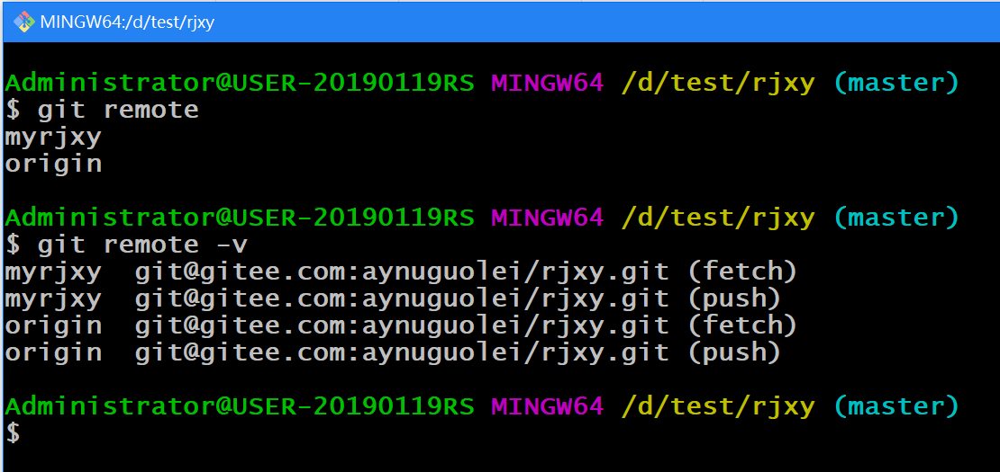 MINGW64:/d/test/rjxy
Administrator@USER-20190119RS MINGW64 /d/test/rjxy (master)
$ git remote
myrjxy
origin
Administrator@USER-20190119RS MINGW64 /d/test/rjxy (master)
$ git remote -v
myrjxy  git@gitee.com:aynuguolei/rjxy.git (fetch)
myrjxy  git@gitee.com:aynuguolei/rjxy.git (push)
origin  git@gitee.com:aynuguolei/rjxy.git (fetch)
origin  git@gitee.com:aynuguolei/rjxy.git (push)
Administrator@USER-20190119RS MINGW64 /d/test/rjxy (master)
$